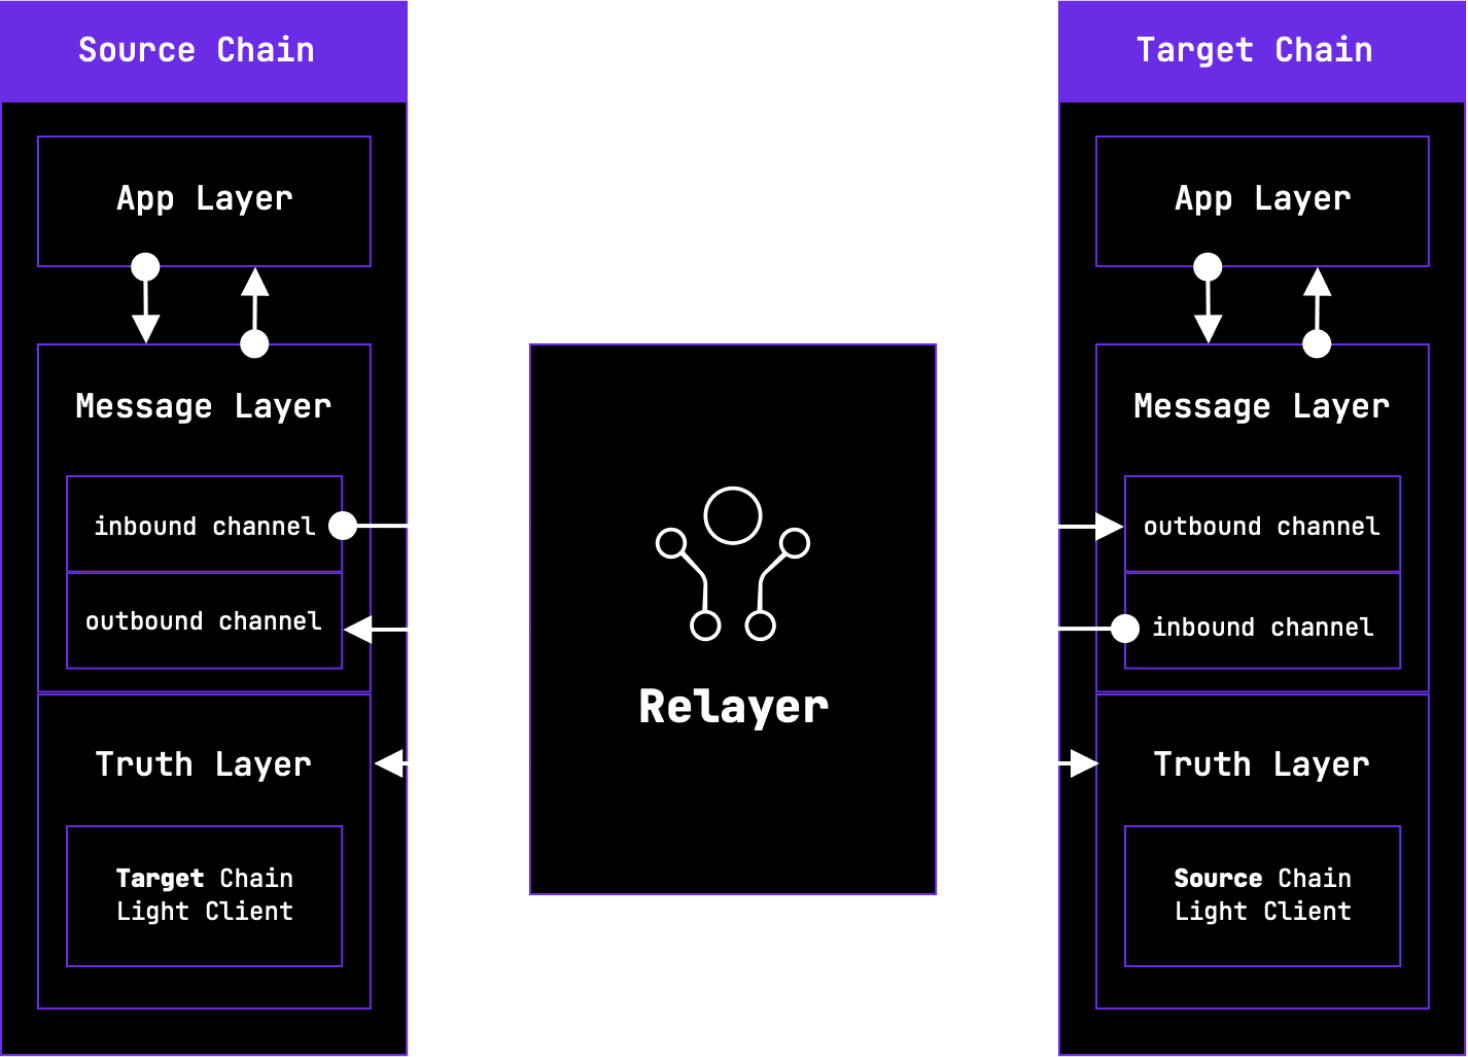 Source Chain
App Layer
Message Layer
inbound channel
outbound channel
Truth Layer
Target Chain
Light Client
Relayer
Target Chain
App Layer
Message Layer
outbound channel
inbound channel
Truth Layer
Source Chain
Light Client